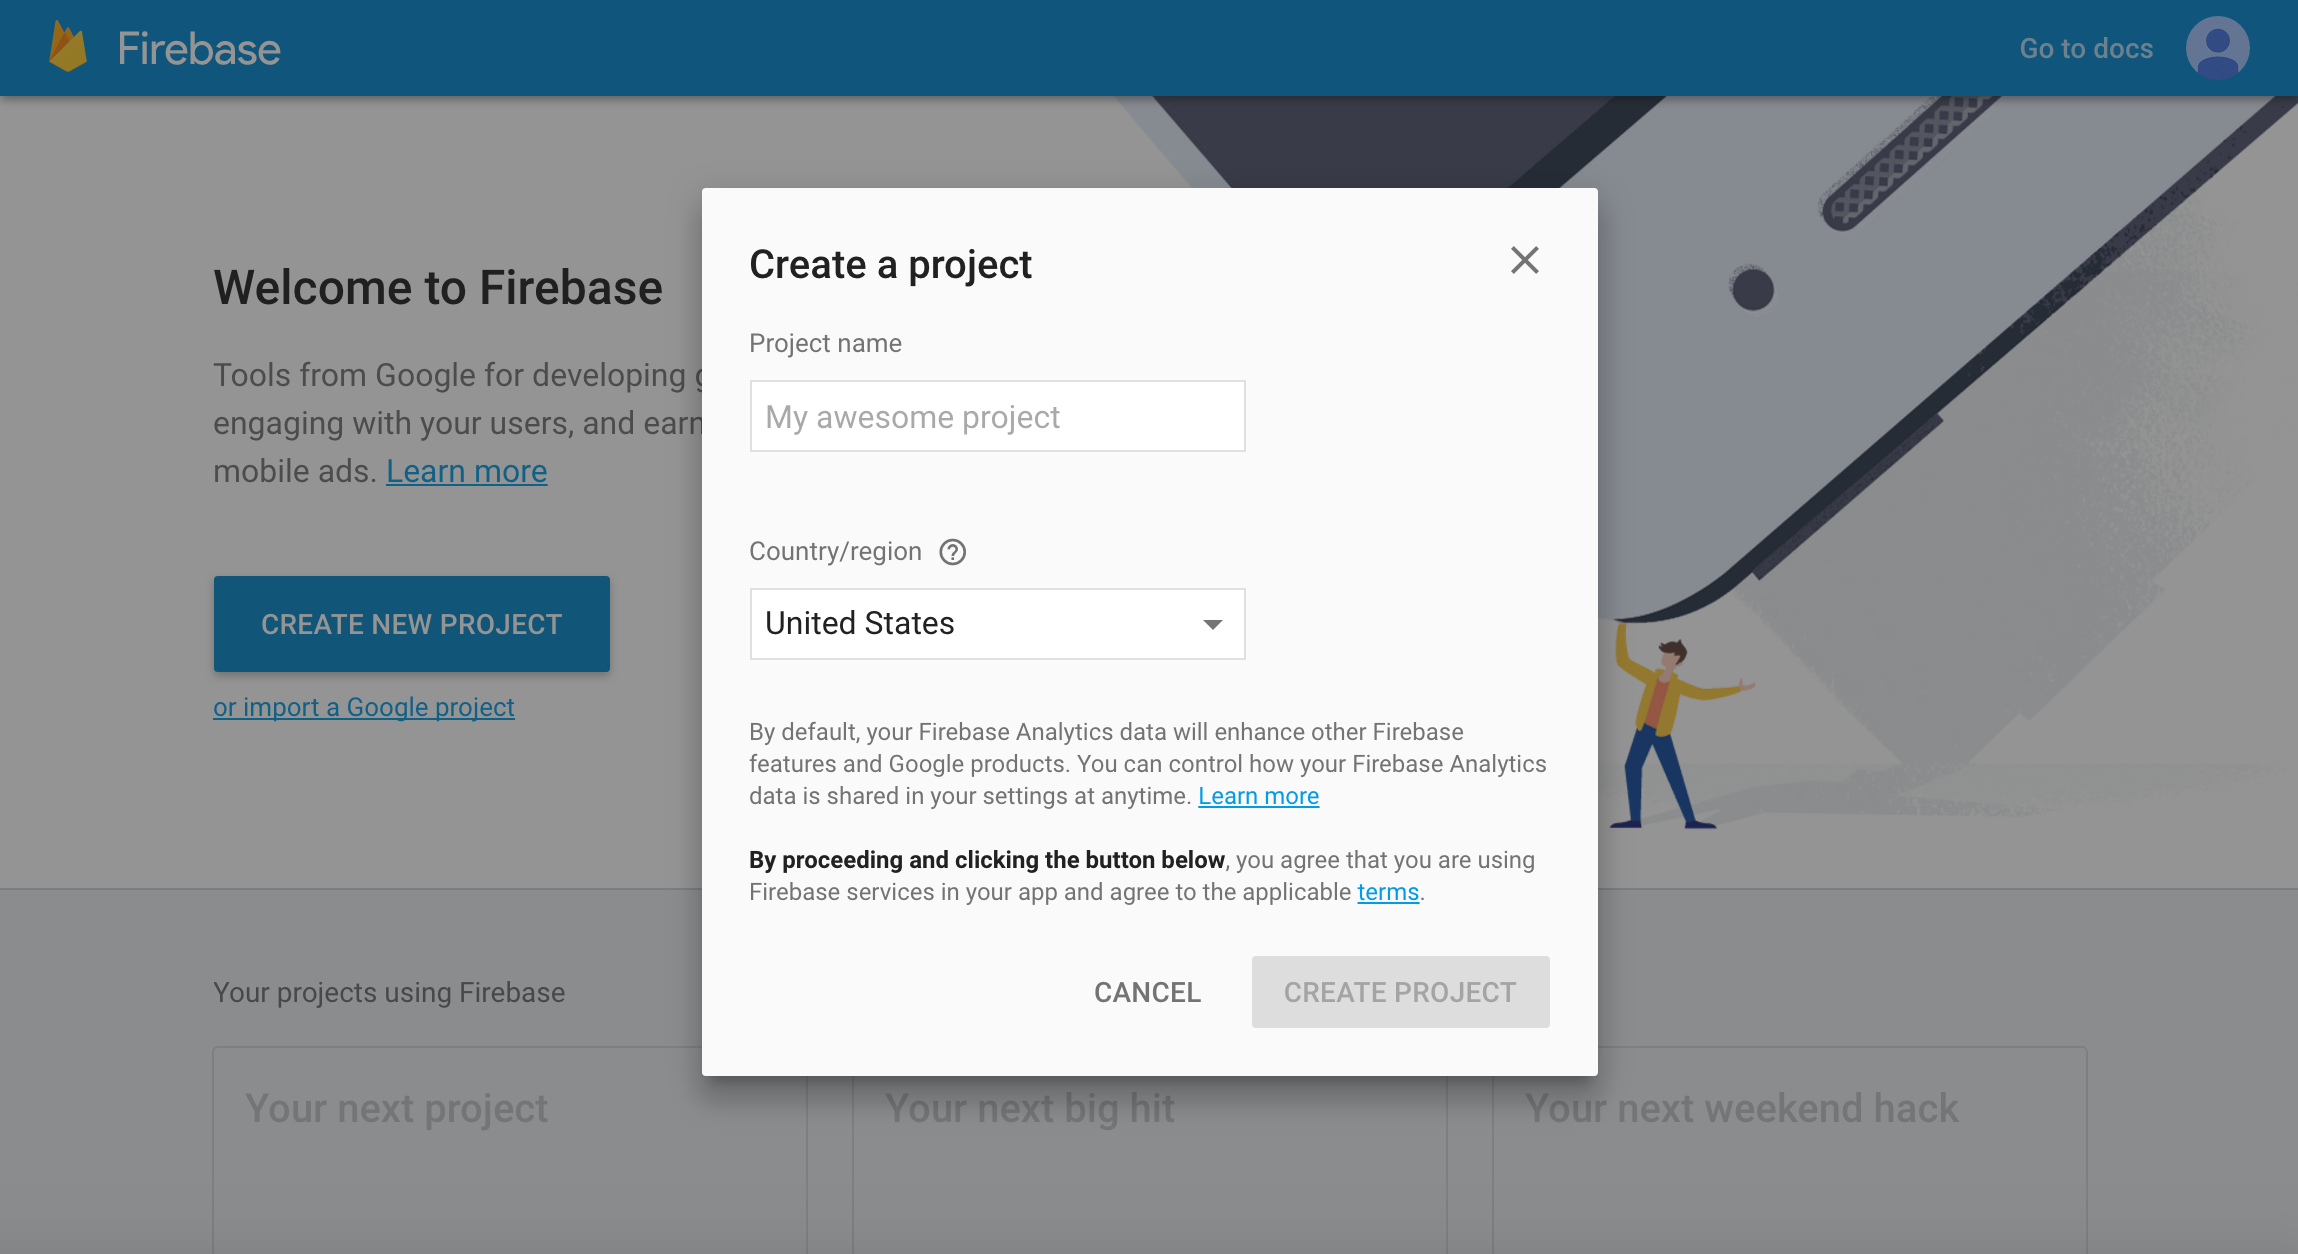 Firebase
Go to docs
Welcome to Firebase
Tools from Google for developing
engaging with your users, and earn
mobile ads. Learn more
CREATE NEW PROJECT
or import a Google project
Create a project
Project name
My awesome project
Country/region ?
United States
By default, your Firebase Analytics data will enhance other Firebase
features and Google products. You can control how your Firebase Analytics
data is shared in your settings at anytime. Learn more
By proceeding and clicking the button below, you agree that you are using
Firebase services in your app and agree to the applicable terms.
CANCEL
CREATE PROJECT
Your projects using Firebase
Your next project
Your next big hit
Your next weekend hack